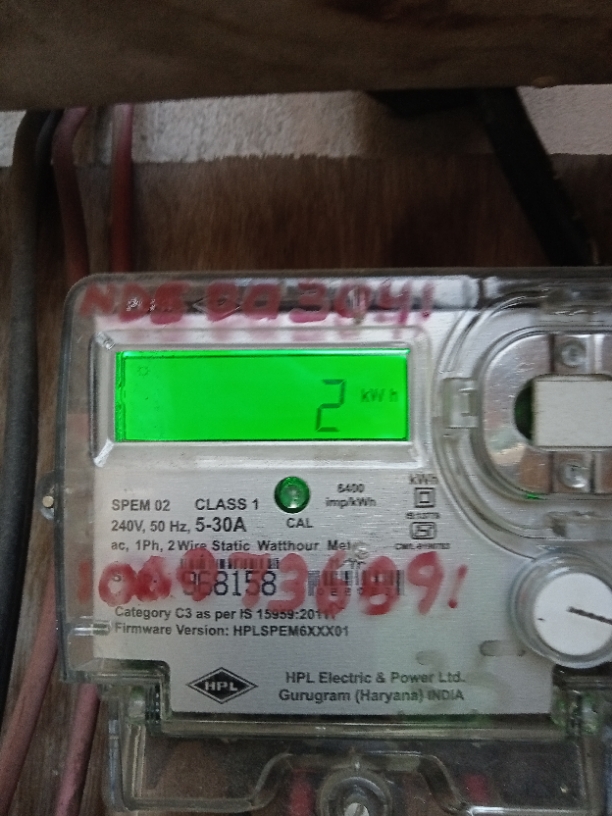 2 kWh
kWh
SPEM 02 CLASS 1
6400
imp/kWh
240V, 50 Hz, 5-30A
CAL
ac, 1Ph, 2 Wire Static Watthour
968158
Category C3 as per IS 15959:2011
Firmware Version: HPLSPEM6XXX01
HPL
HPL Electric & Power Ltd.
Gurugram (Haryana) INDIA